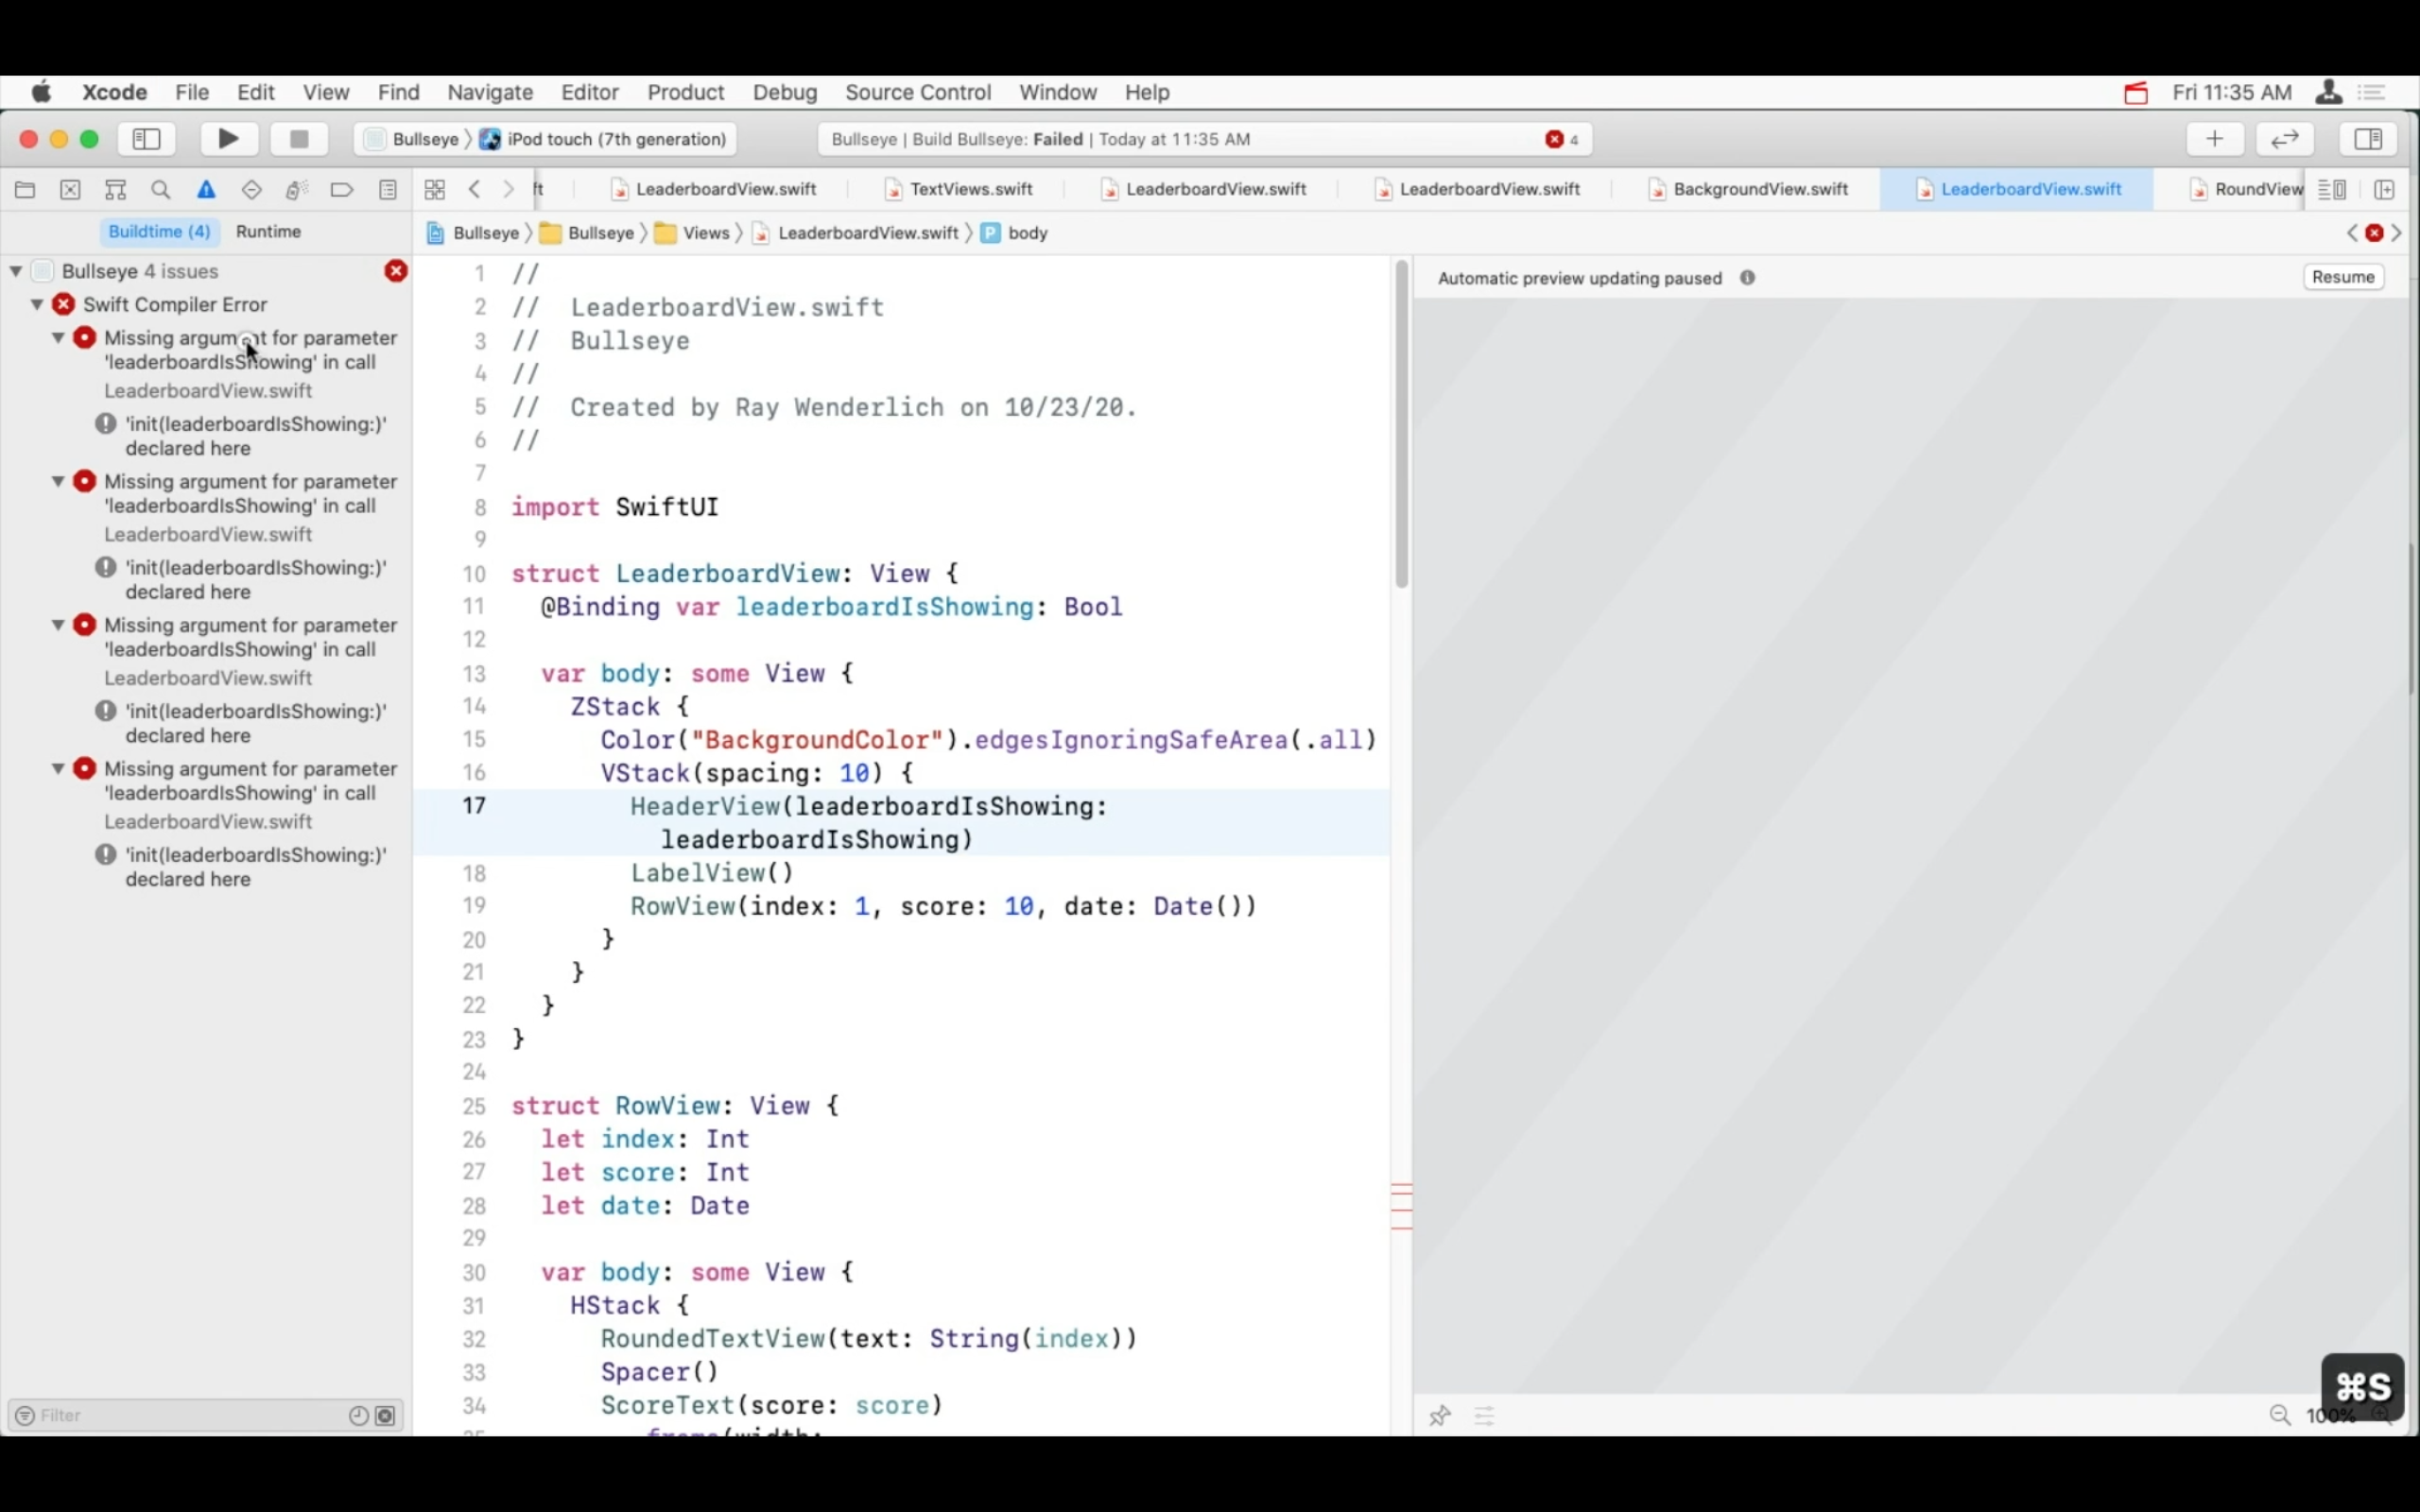 Xcode File Edit View Find Navigate Editor Product Debug Source Control Window Help Fri 11:35 AM
Bullseye iPod touch (7th generation) Bullseye | Build Bullseye: Failed | Today at 11:35 AM 4
ft LeaderboardView.swift TextViews.swift LeaderboardView.swift LeaderboardView.swift BackgroundView.swift LeaderboardView.swift RoundView
Buildtime (4) Runtime
Bullseye Bullseye Views LeaderboardView.swift P body
Bullseye 4 issues
Swift Compiler Error
Missing argument for parameter
'leaderboardIsShowing' in call
LeaderboardView.swift
'init(leaderboardIsShowing:)'
declared here
Missing argument for parameter
'leaderboardIsShowing' in call
LeaderboardView.swift
'init(leaderboardIsShowing:)'
declared here
Missing argument for parameter
'leaderboardIsShowing' in call
LeaderboardView.swift
'init(leaderboardIsShowing:)'
declared here
Missing argument for parameter
'leaderboardIsShowing' in call
LeaderboardView.swift
'init(leaderboardIsShowing:)'
declared here
Filter
1 //
2 // LeaderboardView.swift
3 // Bullseye
4 //
5 // Created by Ray Wenderlich on 10/23/20.
6 //
7
8 import SwiftUI
9
10 struct LeaderboardView: View {
11 @Binding var leaderboardIsShowing: Bool
12
13 var body: some View {
14 ZStack {
15 Color("BackgroundColor").edgesIgnoringSafeArea(.all)
16 VStack(spacing: 10) {
17 HeaderView(leaderboardIsShowing:
leaderboardIsShowing)
18 LabelView()
19 RowView(index: 1, score: 10, date: Date())
20 }
21 }
22 }
23 }
24
25 struct RowView: View {
26 let index: Int
27 let score: Int
28 let date: Date
29
30 var body: some View {
31 HStack {
32 RoundedTextView(text: String(index))
33 Spacer()
34 ScoreText(score: score)
35 .frame(width:
Automatic preview updating paused Resume
⌘S
100%